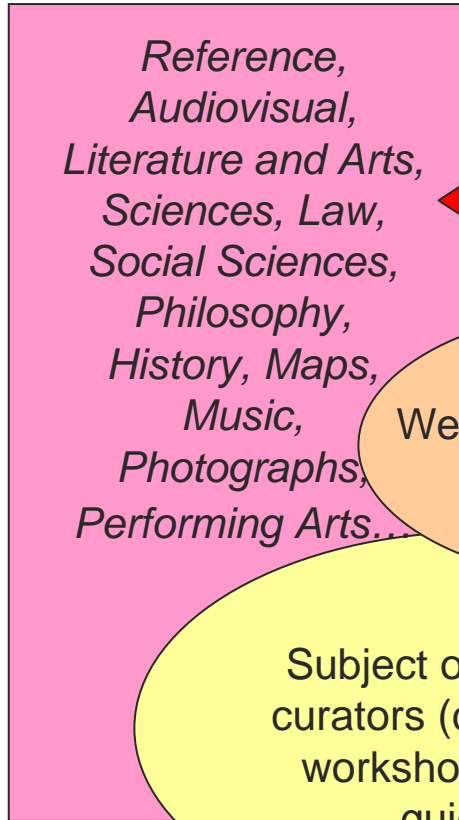 Reference,
Audiovisual,
Literature and Arts,
Sciences, Law,
Social Sciences,
Philosophy,
History, Maps,
Music,
Photographs,
Performing Arts…
We
Subject
curators